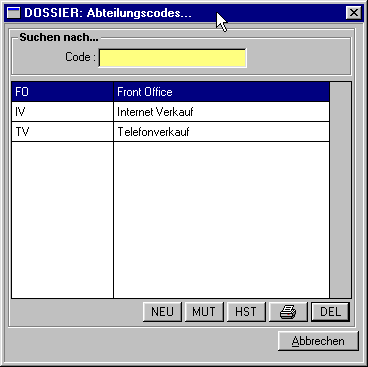 DOSSIER: Abteilungscodes...
Suchen nach...
Code :
FO Front Office
IV Internet Verkauf
TV Telefonverkauf
NEU MUT HST DEL
Abbrechen